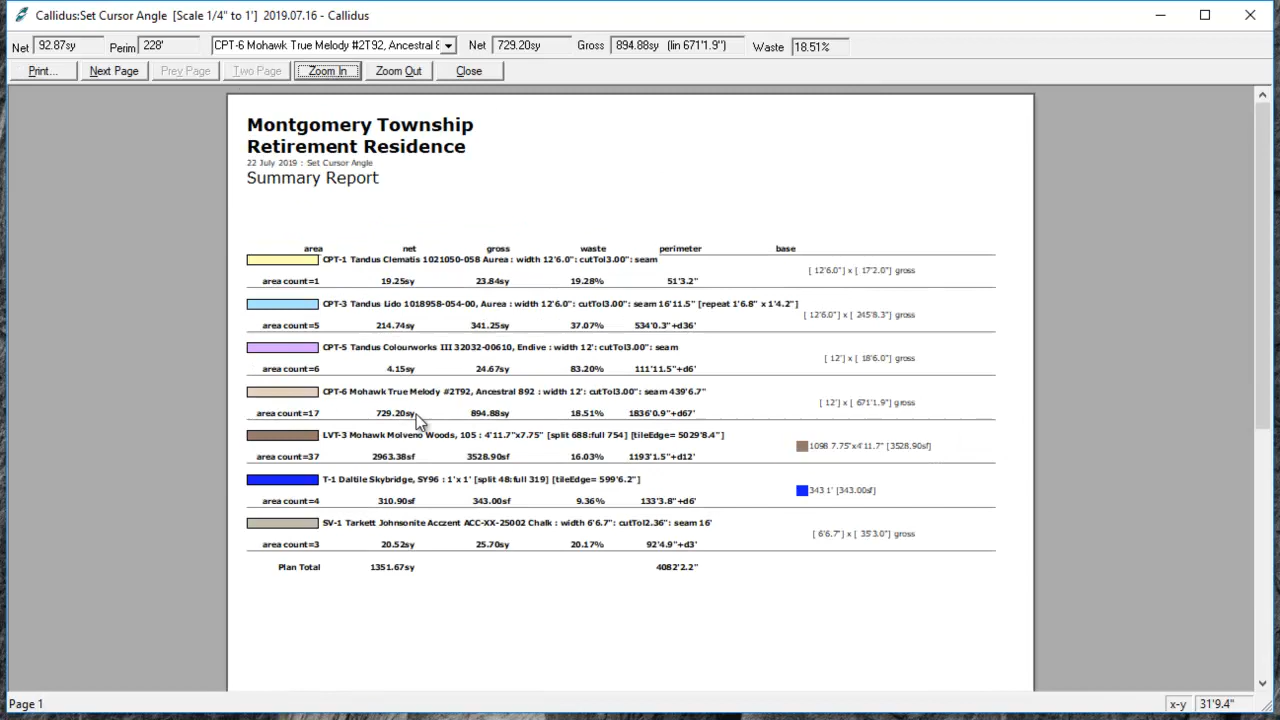 Callidus:Set Cursor Angle [Scale 1/4" to 1'] 2019.07.16 - Callidus
Net 92.87sy Perim 228' CPT-6 Mohawk True Melody #2T92, Ancestral 8 Net 729.20sy Gross 894.88sy (lin 671'1.9") Waste 18.51%
Print... Next Page Prev Page Two Page Zoom In Zoom Out Close
Montgomery Township
Retirement Residence
22 July 2019 : Set Cursor Angle
Summary Report
area net gross waste perimeter base
CPT-1 Tandus Clematis 1021050-058 Aurea : width 12'6.0": cutTol3.00": seam
[ 12'6.0"] x [ 17'2.0"] gross
area count=1 19.25sy 23.84sy 19.28% 51'3.2"
CPT-3 Tandus Lido 1018958-054-00, Aurea : width 12'6.0": cutTol3.00": seam 16'11.5" [repeat 1'6.8" x 1'4.2"]
[ 12'6.0"] x [ 245'8.3"] gross
area count=5 214.74sy 341.25sy 37.07% 534'0.3"+d36'
CPT-5 Tandus Colourworks III 32032-00610, Endive : width 12': cutTol3.00": seam
[ 12'] x [ 18'6.0"] gross
area count=6 4.15sy 24.67sy 83.20% 111'11.5"+d6'
CPT-6 Mohawk True Melody #2T92, Ancestral 892 : width 12': cutTol3.00": seam 439'6.7"
[ 12'] x [ 671'1.9"] gross
area count=17 729.20sy 894.88sy 18.51% 1836'0.9"+d67'
LVT-3 Mohawk Molveno Woods, 105 : 4'11.7"x7.75" [split 688:full 754] [tileEdge= 5029'8.4"]
1098 7.75"x4'11.7" [3528.90sf]
area count=37 2963.38sf 3528.90sf 16.03% 1193'1.5"+d12'
T-1 Daltile Skybridge, SY96 : 1'x 1' [split 48:full 319] [tileEdge= 599'6.2"]
343 1' [343.00sf]
area count=4 310.90sf 343.00sf 9.36% 133'3.8"+d6'
SV-1 Tarkett Johnsonite Acczent ACC-XX-25002 Chalk : width 6'6.7": cutTol2.36": seam 16'
[ 6'6.7"] x [ 35'3.0"] gross
area count=3 20.52sy 25.70sy 20.17% 92'4.9"+d3'
Plan Total 1351.67sy 4082'2.2"
Page 1 x-y 31'9.4"